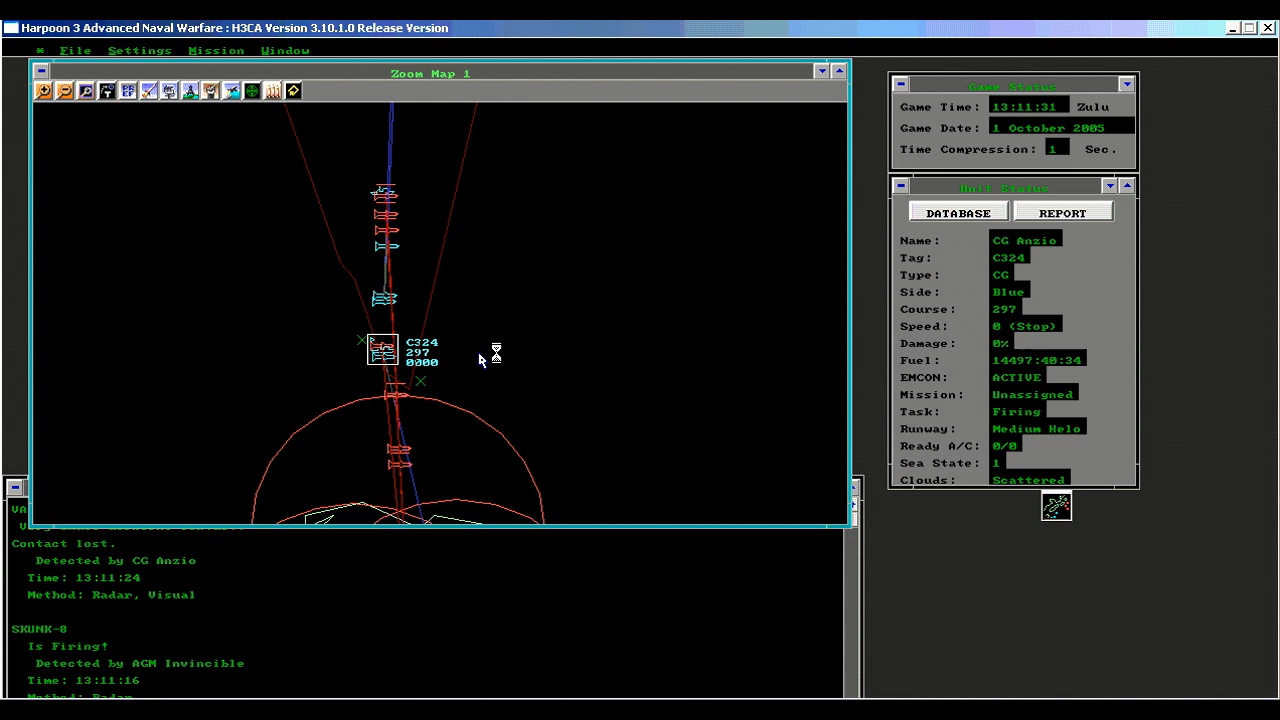 Harpoon 3 Advanced Naval Warfare : H3CA Version 3.10.1.0 Release Version
* File Settings Mission Window
Zoom Map 1
C324
297
0000
Game Status
Game Time: 13:11:31 Zulu
Game Date: 1 October 2005
Time Compression: 1 Sec.
Unit Status
DATABASE REPORT
Name: CG Anzio
Tag: C324
Type: CG
Side: Blue
Course: 297
Speed: 0 (Stop)
Damage: 0%
Fuel: 14497:40:34
EMCON: ACTIVE
Mission: Unassigned
Task: Firing
Runway: Medium Helo
Ready A/C: 0/0
Sea State: 1
Clouds: Scattered
Contact lost.
Detected by CG Anzio
Time: 13:11:24
Method: Radar, Visual
SKUNK-8
Is Firing!
Detected by AGM Invincible
Time: 13:11:16
Method: Radar